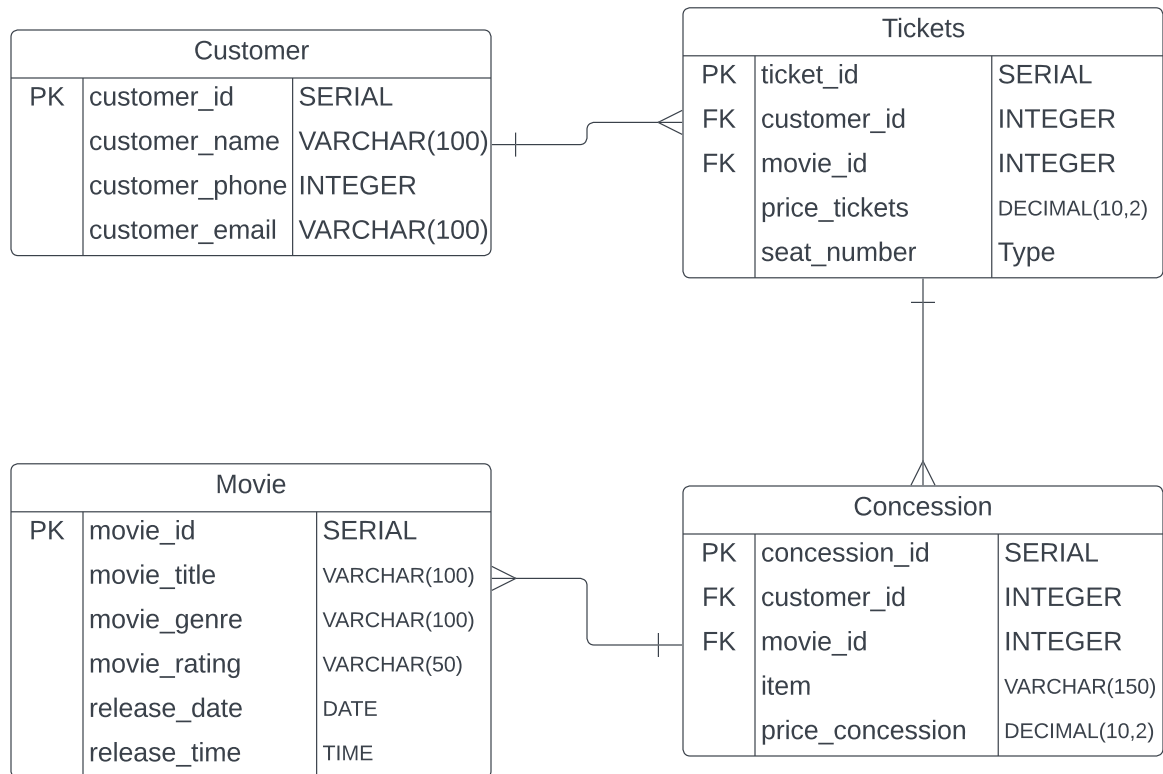 Customer
PK customer_id SERIAL
customer_name VARCHAR(100)
customer_phone INTEGER
customer_email VARCHAR(100)
Tickets
PK ticket_id SERIAL
FK customer_id INTEGER
FK movie_id INTEGER
price_tickets DECIMAL(10,2)
seat_number Type
Movie
PK movie_id SERIAL
movie_title VARCHAR(100)
movie_genre VARCHAR(100)
movie_rating VARCHAR(50)
release_date DATE
release_time TIME
Concession
PK concession_id SERIAL
FK customer_id INTEGER
FK movie_id INTEGER
item VARCHAR(150)
price_concession DECIMAL(10,2)